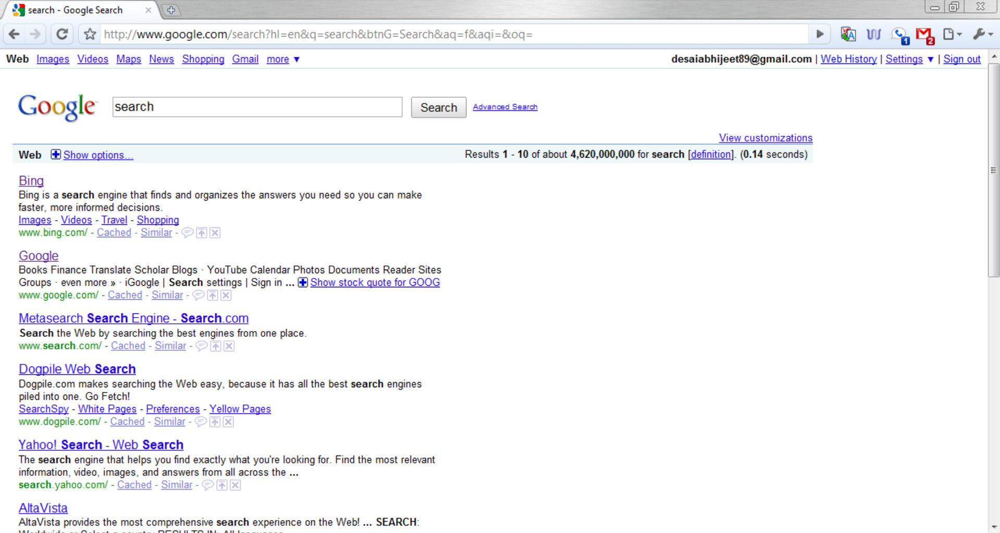 search - Google Search
http://www.google.com/search?hl=en&q=search&btnG=Search&aq=f&aqi=&oq=
1
2
Web Images Videos Maps News Shopping Gmail more ▼
desaiabhijeet89@gmail.com | Web History | Settings ▼ | Sign out
Google™
search
Search
Advanced Search
View customizations
Web Show options...
Results 1 - 10 of about 4,620,000,000 for search [definition]. (0.14 seconds)
Bing
Bing is a search engine that finds and organizes the answers you need so you can make
faster, more informed decisions.
Images - Videos - Travel - Shopping
www.bing.com/ - Cached - Similar -
Google
Books Finance Translate Scholar Blogs · YouTube Calendar Photos Documents Reader Sites
Groups · even more » · iGoogle | Search settings | Sign in ... Show stock quote for GOOG
www.google.com/ - Cached - Similar -
Metasearch Search Engine - Search.com
Search the Web by searching the best engines from one place.
www.search.com/ - Cached - Similar -
Dogpile Web Search
Dogpile.com makes searching the Web easy, because it has all the best search engines
piled into one. Go Fetch!
SearchSpy - White Pages - Preferences - Yellow Pages
www.dogpile.com/ - Cached - Similar -
Yahoo! Search - Web Search
The search engine that helps you find exactly what you're looking for. Find the most relevant
information, video, images, and answers from all across the ...
search.yahoo.com/ - Cached - Similar -
AltaVista
AltaVista provides the most comprehensive search experience on the Web! ... SEARCH:
Worldwide or Select a country RESULTS IN: All languages